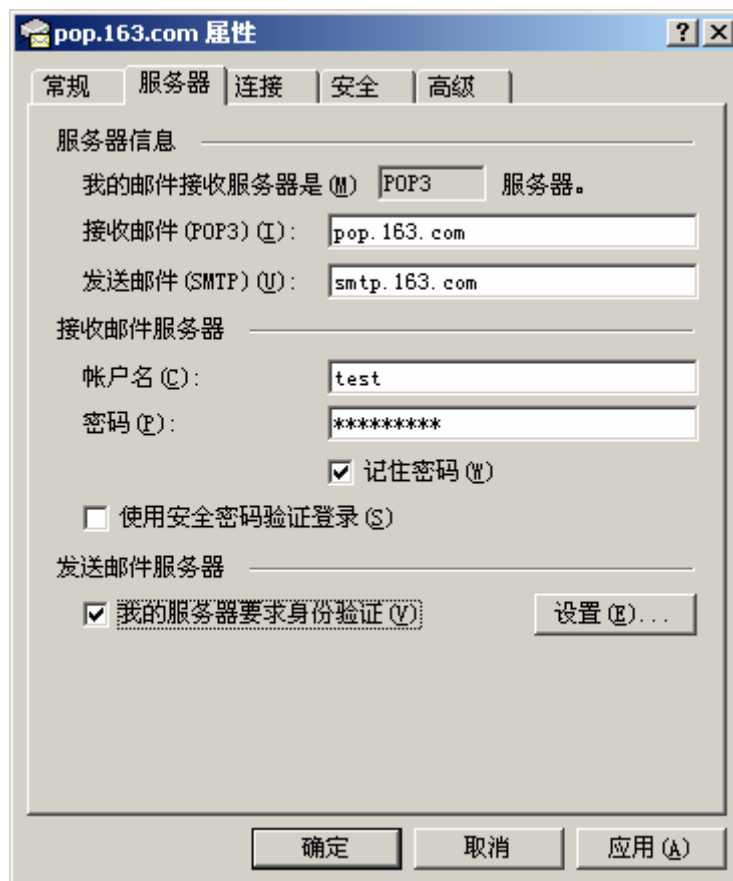 pop.163.com 属性
常规 服务器 连接 安全 高级
服务器信息
我的邮件接收服务器是(M) POP3 服务器。
接收邮件(POP3)(I): pop.163.com
发送邮件(SMTP)(U): smtp.163.com
接收邮件服务器
帐户名(C): test
密码(P): *********
记住密码(W)
使用安全密码验证登录(S)
发送邮件服务器
我的服务器要求身份验证(V) 设置(E)...
确定 取消 应用(A)